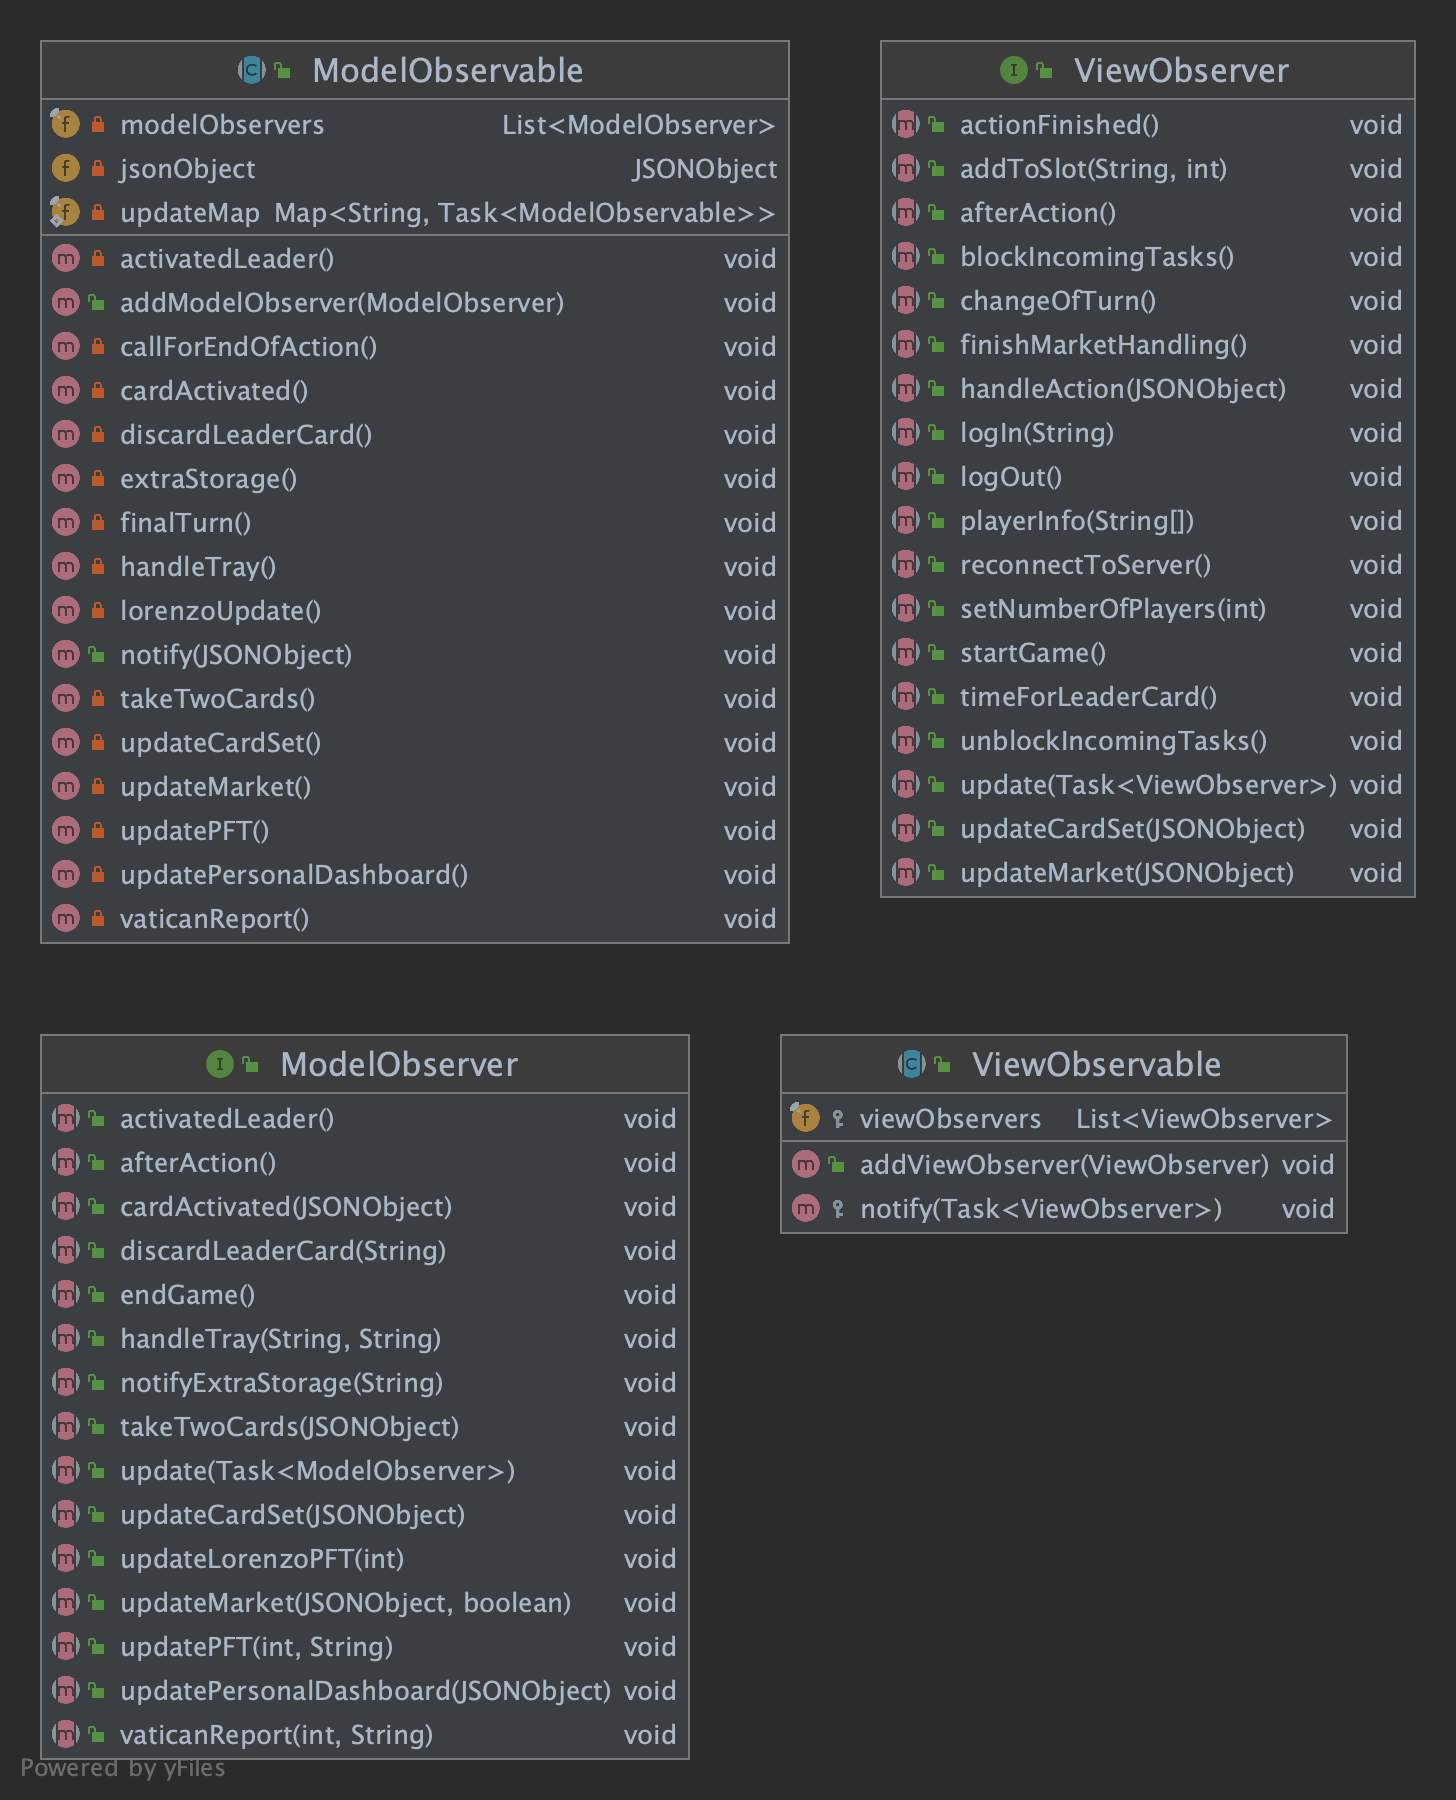 ModelObservable
modelObservers List<ModelObserver>
jsonObject JSONObject
updateMap Map<String, Task<ModelObservable>>
activatedLeader() void
addModelObserver(ModelObserver) void
callForEndOfAction() void
cardActivated() void
discardLeaderCard() void
extraStorage() void
finalTurn() void
handleTray() void
lorenzoUpdate() void
notify(JSONObject) void
takeTwoCards() void
updateCardSet() void
updateMarket() void
updatePFT() void
updatePersonalDashboard() void
vaticanReport() void
ViewObserver
actionFinished() void
addToSlot(String, int) void
afterAction() void
blockIncomingTasks() void
changeOfTurn() void
finishMarketHandling() void
handleAction(JSONObject) void
logIn(String) void
logOut() void
playerInfo(String[]) void
reconnectToServer() void
setNumberOfPlayers(int) void
startGame() void
timeForLeaderCard() void
unblockIncomingTasks() void
update(Task<ViewObserver>) void
updateCardSet(JSONObject) void
updateMarket(JSONObject) void
ModelObserver
activatedLeader() void
afterAction() void
cardActivated(JSONObject) void
discardLeaderCard(String) void
endGame() void
handleTray(String, String) void
notifyExtraStorage(String) void
takeTwoCards(JSONObject) void
update(Task<ModelObserver>) void
updateCardSet(JSONObject) void
updateLorenzoPFT(int) void
updateMarket(JSONObject, boolean) void
updatePFT(int, String) void
updatePersonalDashboard(JSONObject) void
vaticanReport(int, String) void
ViewObservable
viewObservers List<ViewObserver>
addViewObserver(ViewObserver) void
notify(Task<ViewObserver>) void
Powered by yFiles